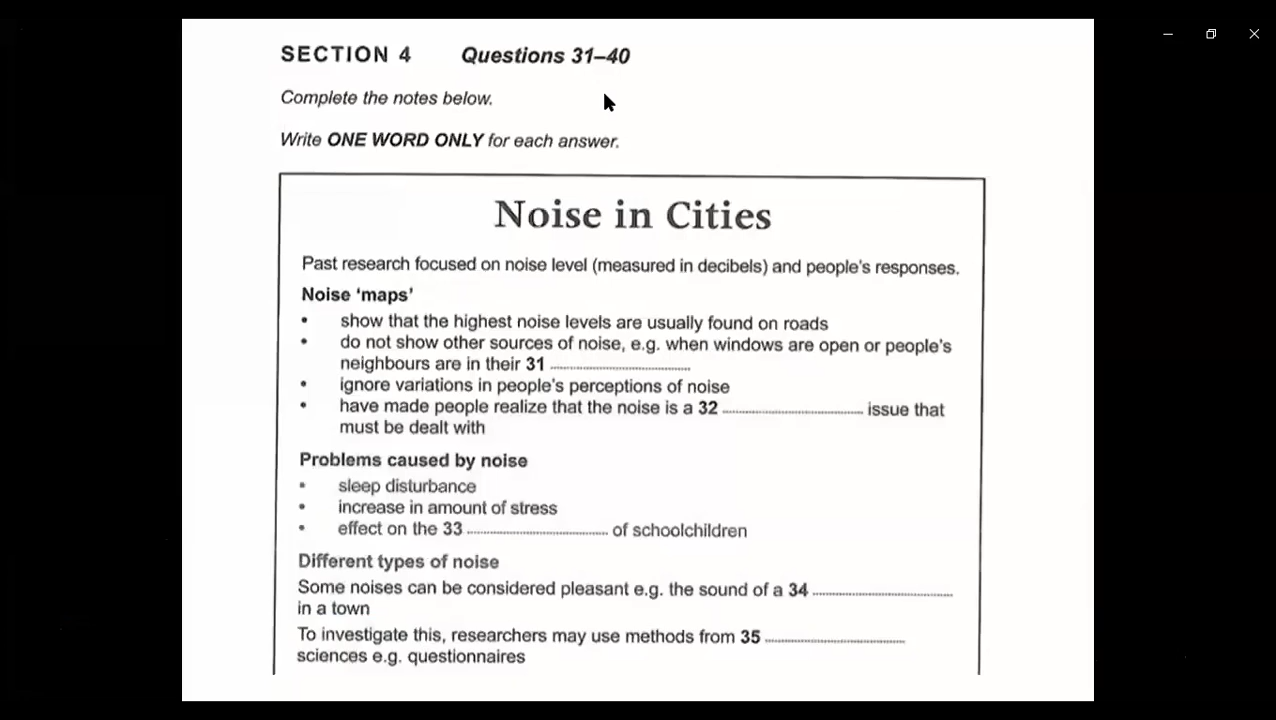 SECTION 4 Questions 31–40
Complete the notes below.
Write ONE WORD ONLY for each answer.
Noise in Cities
Past research focused on noise level (measured in decibels) and people's responses.
Noise 'maps'
• show that the highest noise levels are usually found on roads
• do not show other sources of noise, e.g. when windows are open or people's
neighbours are in their 31 ........................
• ignore variations in people's perceptions of noise
• have made people realize that the noise is a 32 ........................ issue that
must be dealt with
Problems caused by noise
• sleep disturbance
• increase in amount of stress
• effect on the 33 ........................ of schoolchildren
Different types of noise
Some noises can be considered pleasant e.g. the sound of a 34 ........................
in a town
To investigate this, researchers may use methods from 35 ........................
sciences e.g. questionnaires